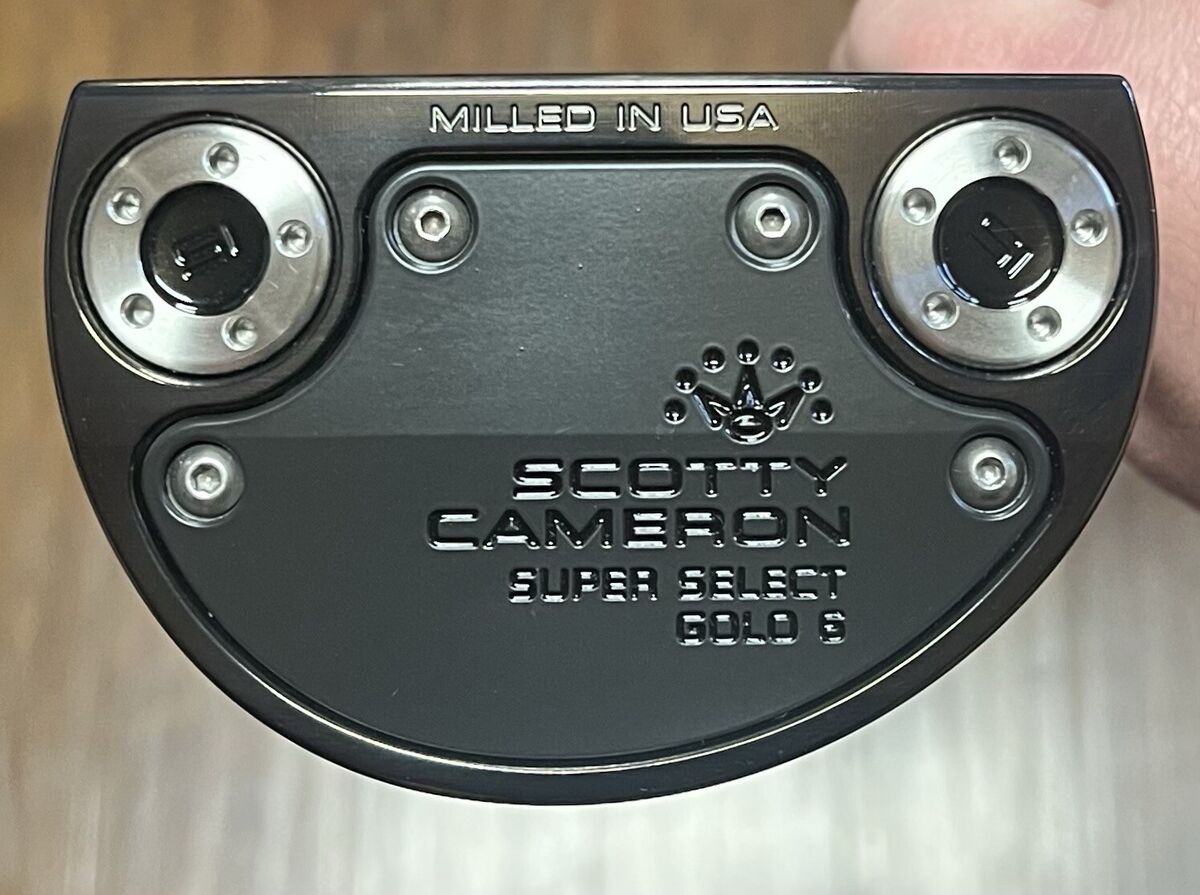 MILLED IN USA
SCOTTY
CAMERON
SUPER SELECT
GOLO 6